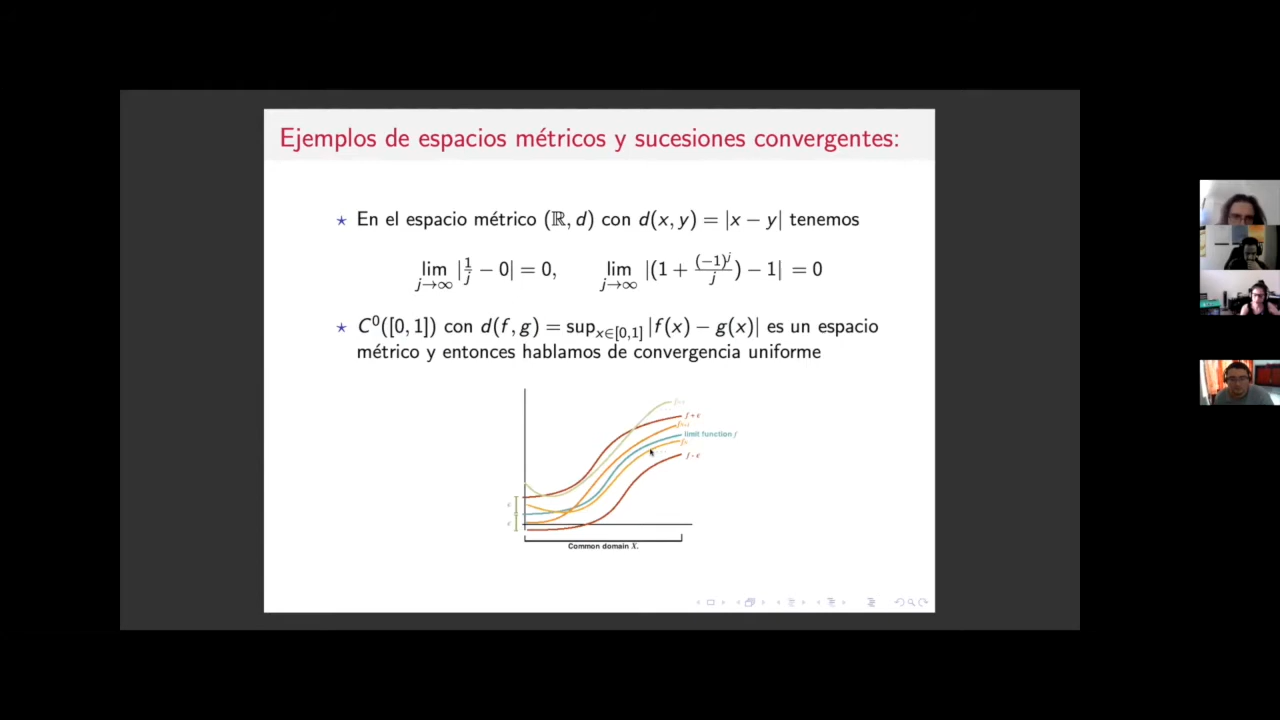 Ejemplos de espacios métricos y sucesiones convergentes:
⋆ En el espacio métrico (ℝ, d) con d(x, y) = |x − y| tenemos
lim_{j→∞} |1/j − 0| = 0, lim_{j→∞} |(1 + (−1)^j/j) − 1| = 0
⋆ C⁰([0, 1]) con d(f, g) = sup_{x∈[0,1]} |f(x) − g(x)| es un espacio
métrico y entonces hablamos de convergencia uniforme
f + ε
limit function f
f - ε
ε
ε
Common domain X.